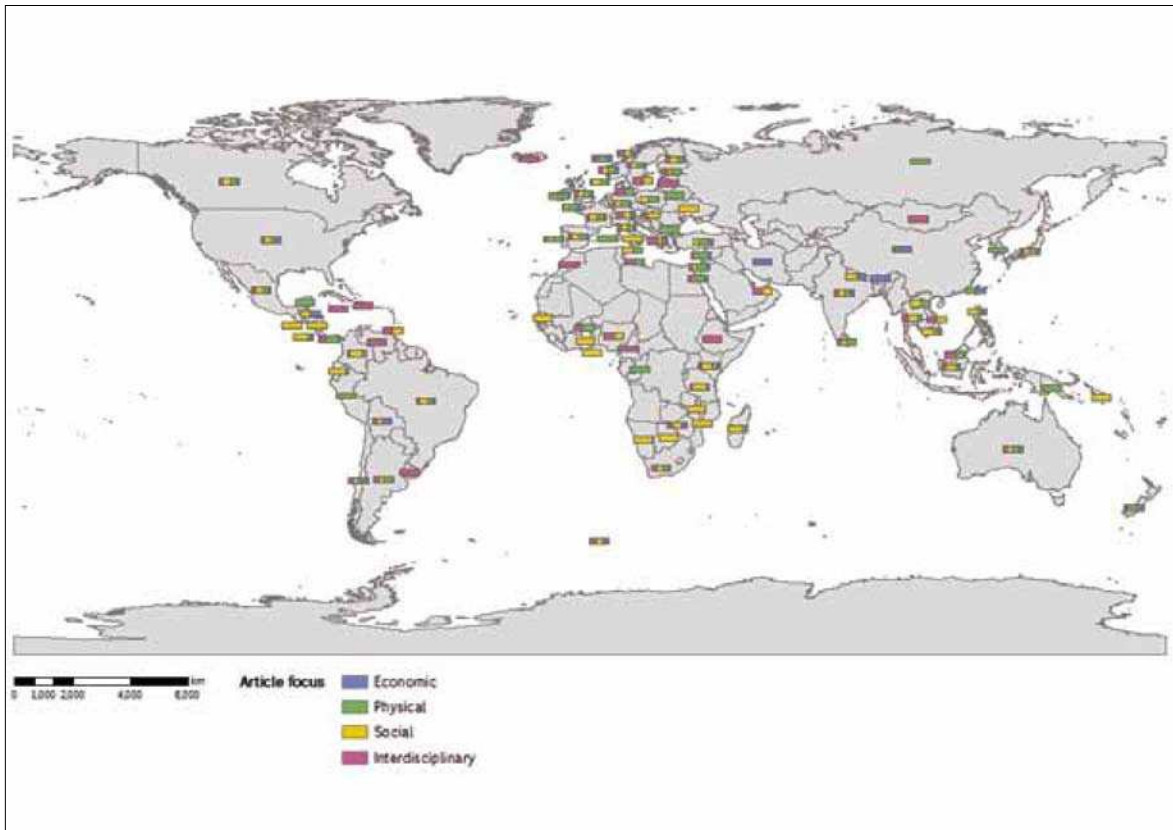 km
0 1,000 2,000 4,000 6,000
Article focus
Economic
Physical
Social
Interdisciplinary